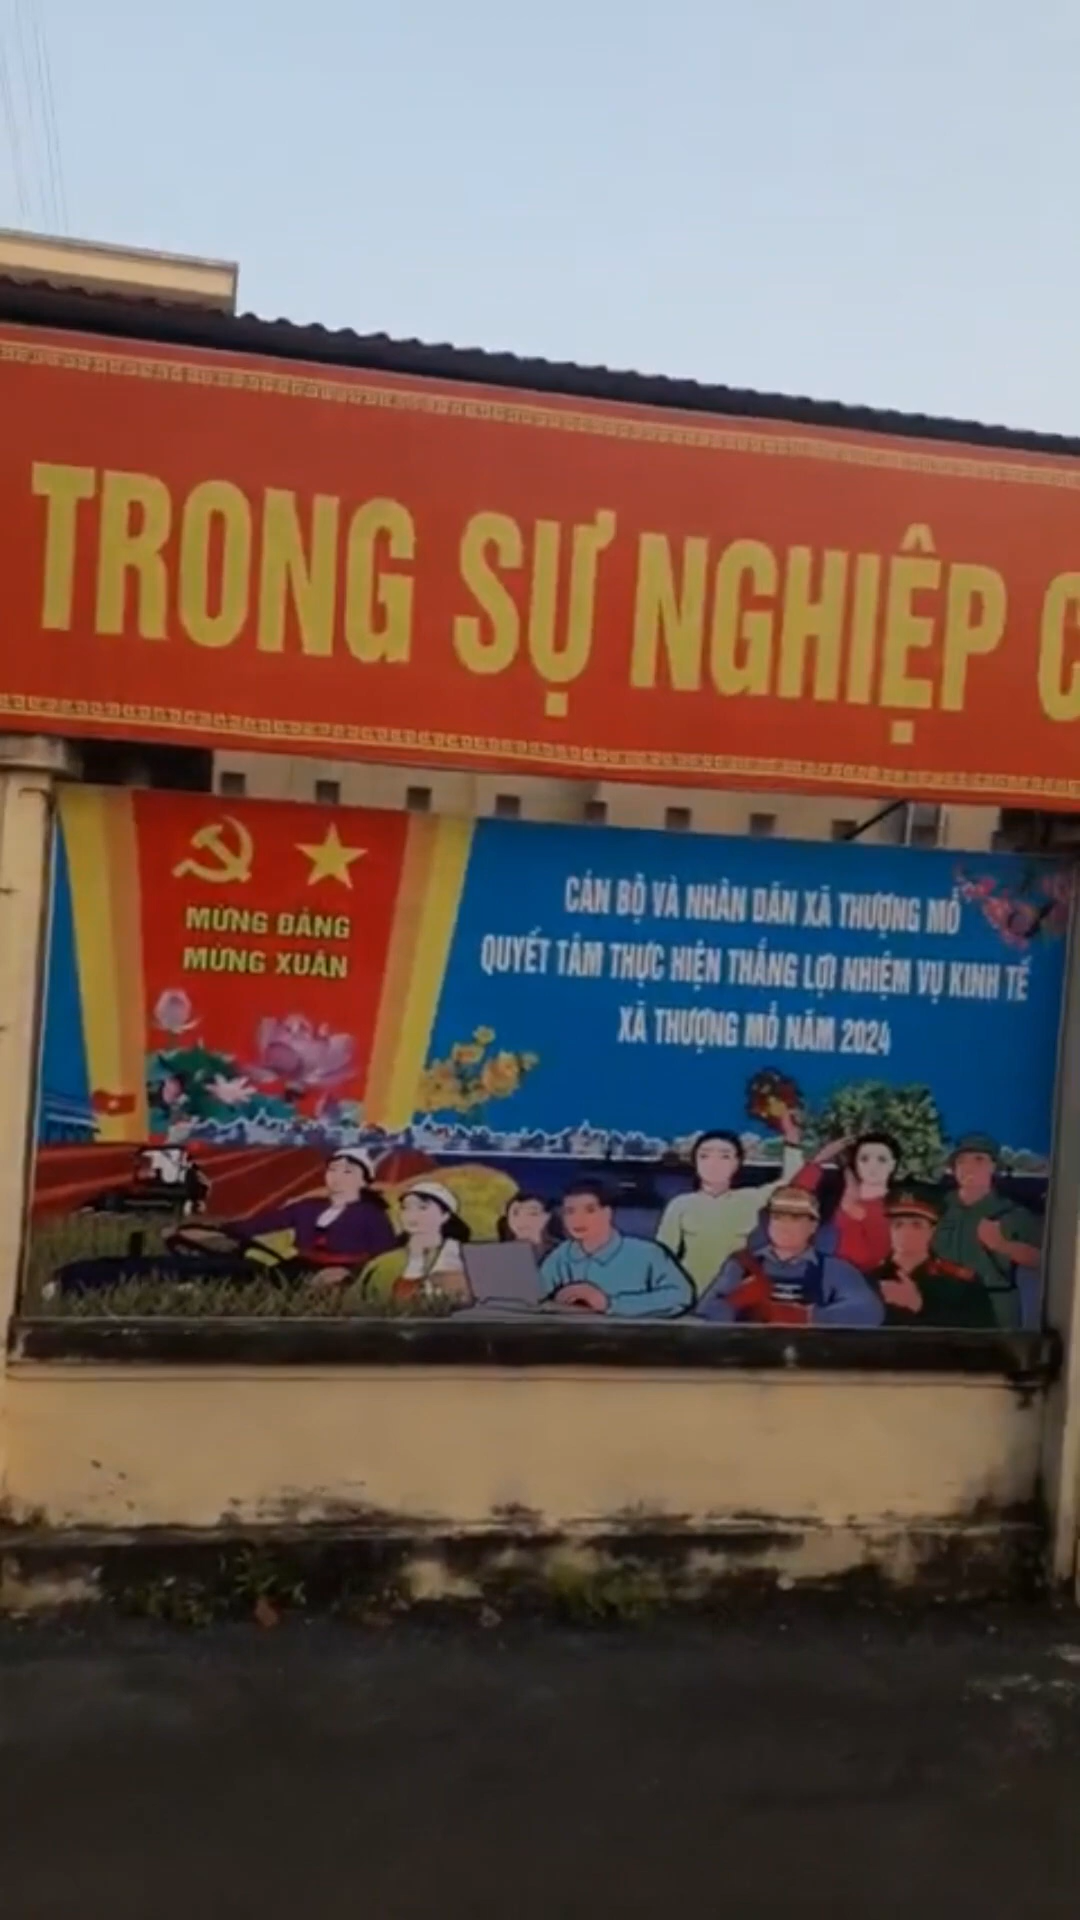 TRONG SỰ NGHIỆP
MỪNG ĐẢNG
MỪNG XUÂN
CÁN BỘ VÀ NHÂN DÂN XÃ THƯỢNG MỖ
QUYẾT TÂM THỰC HIỆN THẮNG LỢI NHIỆM VỤ KINH TẾ
XÃ THƯỢNG MỖ NĂM 2024